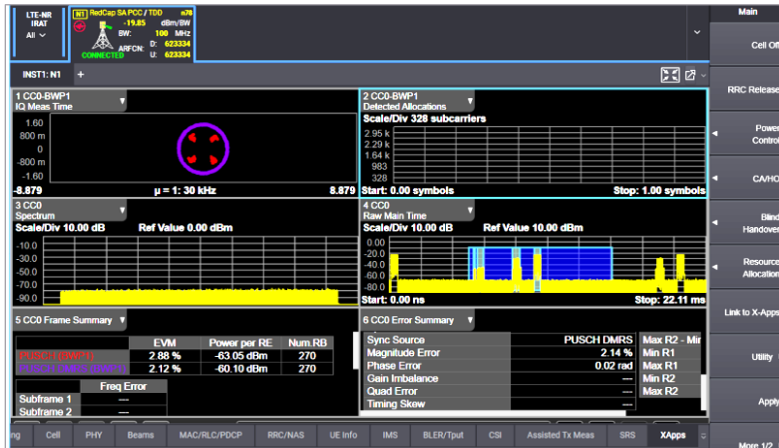 LTE-NR
IRAT
All
N1 RedCap SA PCC / TDD n78
-19.85 dBm/BW
BW: 100 MHz
ARFCN: D: 623334
CONNECTED U: 623334
Main
Cell Off
RRC Release
Power
Control
CA/HO
Blind
Handover
Resource
Allocation
Link to X-Apps
Utility
Apply
More 1/2
INST1: N1 +
1 CC0-BWP1
IQ Meas Time
1.60
800 m
0
-800 m
-1.60
-8.879 µ = 1: 30 kHz 8.879
2 CC0-BWP1
Detected Allocations
Scale/Div 328 subcarriers
2.95 k
2.29 k
1.64 k
983
328
Start: 0.00 symbols Stop: 1.00 symbols
3 CC0
Spectrum
Scale/Div 10.00 dB Ref Value 0.00 dBm
-10.0
-30.0
-50.0
-70.0
-90.0
4 CC0
Raw Main Time
Scale/Div 10.00 dB Ref Value 10.00 dBm
0.00
-20.0
-40.0
-60.0
-80.0
Start: 0.00 ns Stop: 22.11 ms
5 CC0 Frame Summary
EVM Power per RE Num.RB
PUSCH (BWP1) 2.88 % -63.05 dBm 270
PUSCH DMRS (BWP1) 2.12 % -60.10 dBm 270
Freq Error
Subframe 1 ---
Subframe 2 ---
6 CC0 Error Summary
Sync Source PUSCH DMRS Max R2 - Min
Magnitude Error 2.14 % Min R1
Phase Error 0.02 rad Max R1
Gain Imbalance --- Min R2
Quad Error --- Max R2
Timing Skew ---
ng Cell PHY Beams MAC/RLC/PDCP RRC/NAS UE Info IMS BLER/Tput CSI Assisted Tx Meas SRS XApps